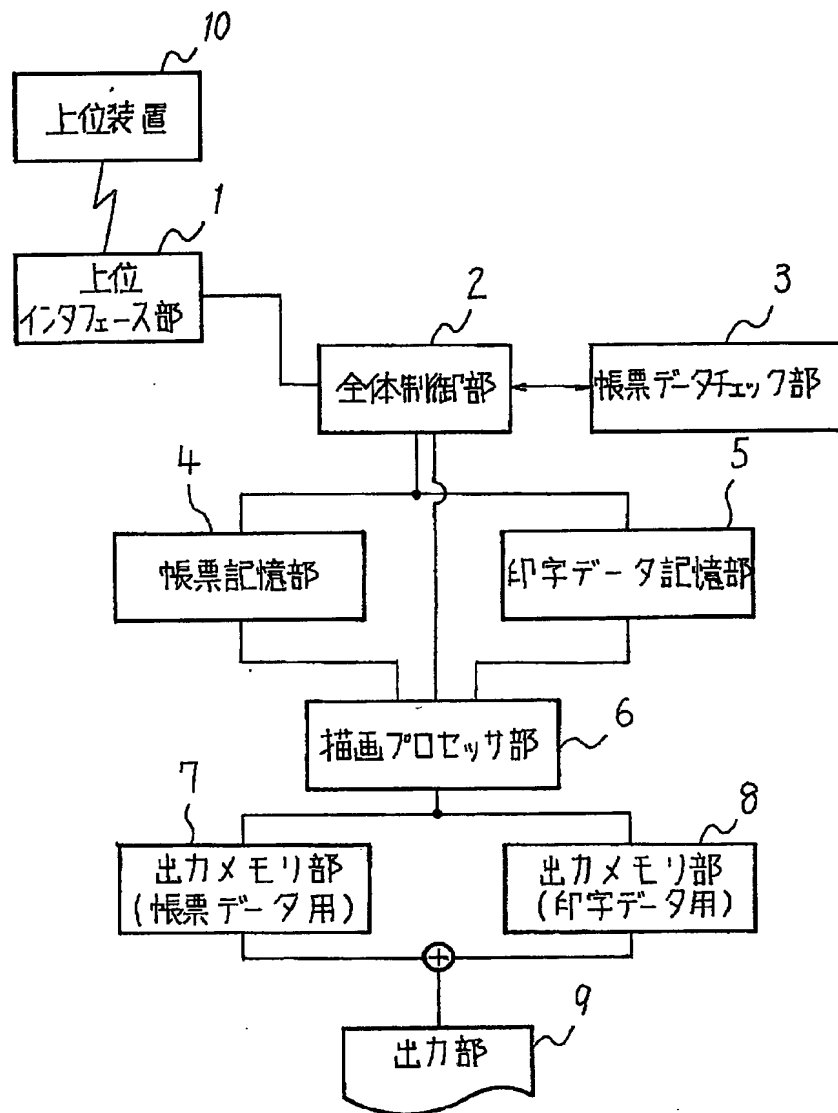 10
上位装置
1
上位
インタフェース部
2
全体制御部
3
帳票データチェック部
4
帳票記憶部
5
印字データ記憶部
描画プロセッサ部
6
7
出力メモリ部
(帳票データ用)
8
出力メモリ部
(印字データ用)
9
出力部